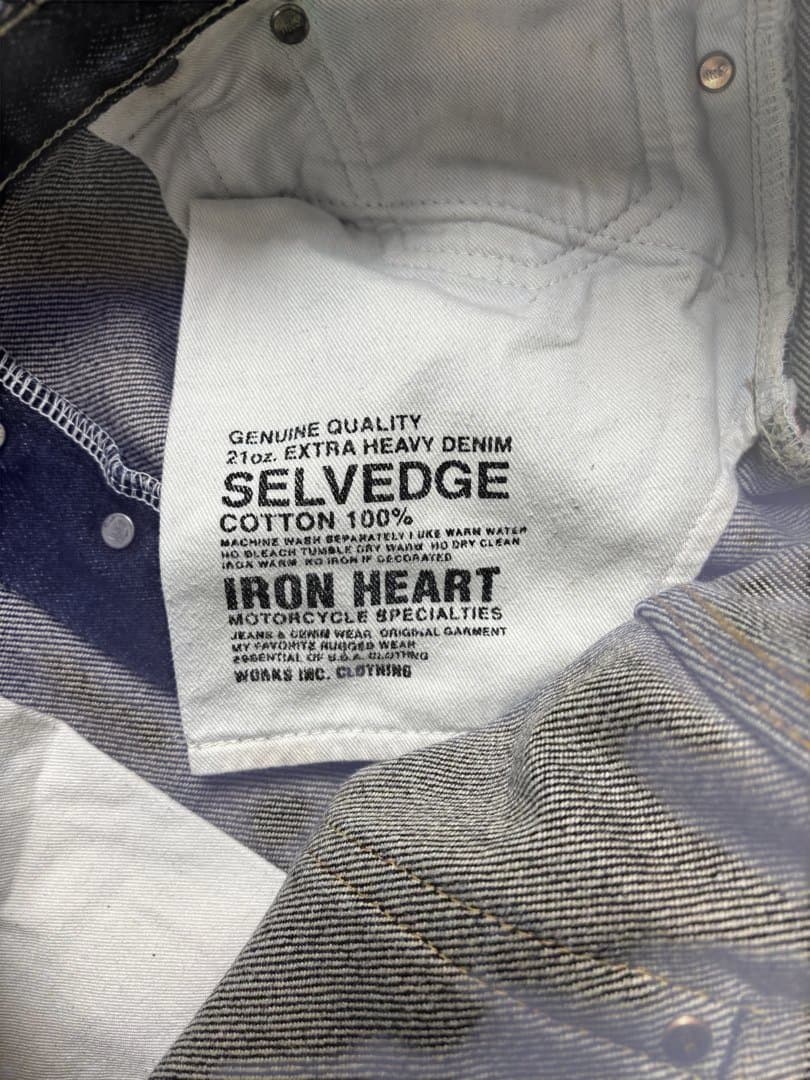 GENUINE QUALITY
21oz. EXTRA HEAVY DENIM
SELVEDGE
COTTON 100%
MACHINE WASH SEPARATELY LUKE WARM WATER
NO BLEACH TUMBLE DRY WARM NO DRY CLEAN
IRON WARM NO IRON IF DECORATED
IRON HEART
MOTORCYCLE SPECIALTIES
JEANS & DENIM WEAR ORIGINAL GARMENT
MY FAVORITE RUGGED WEAR
ESSENTIAL OF U.S.A. CLOTHING
WORKS INC. CLOTHING